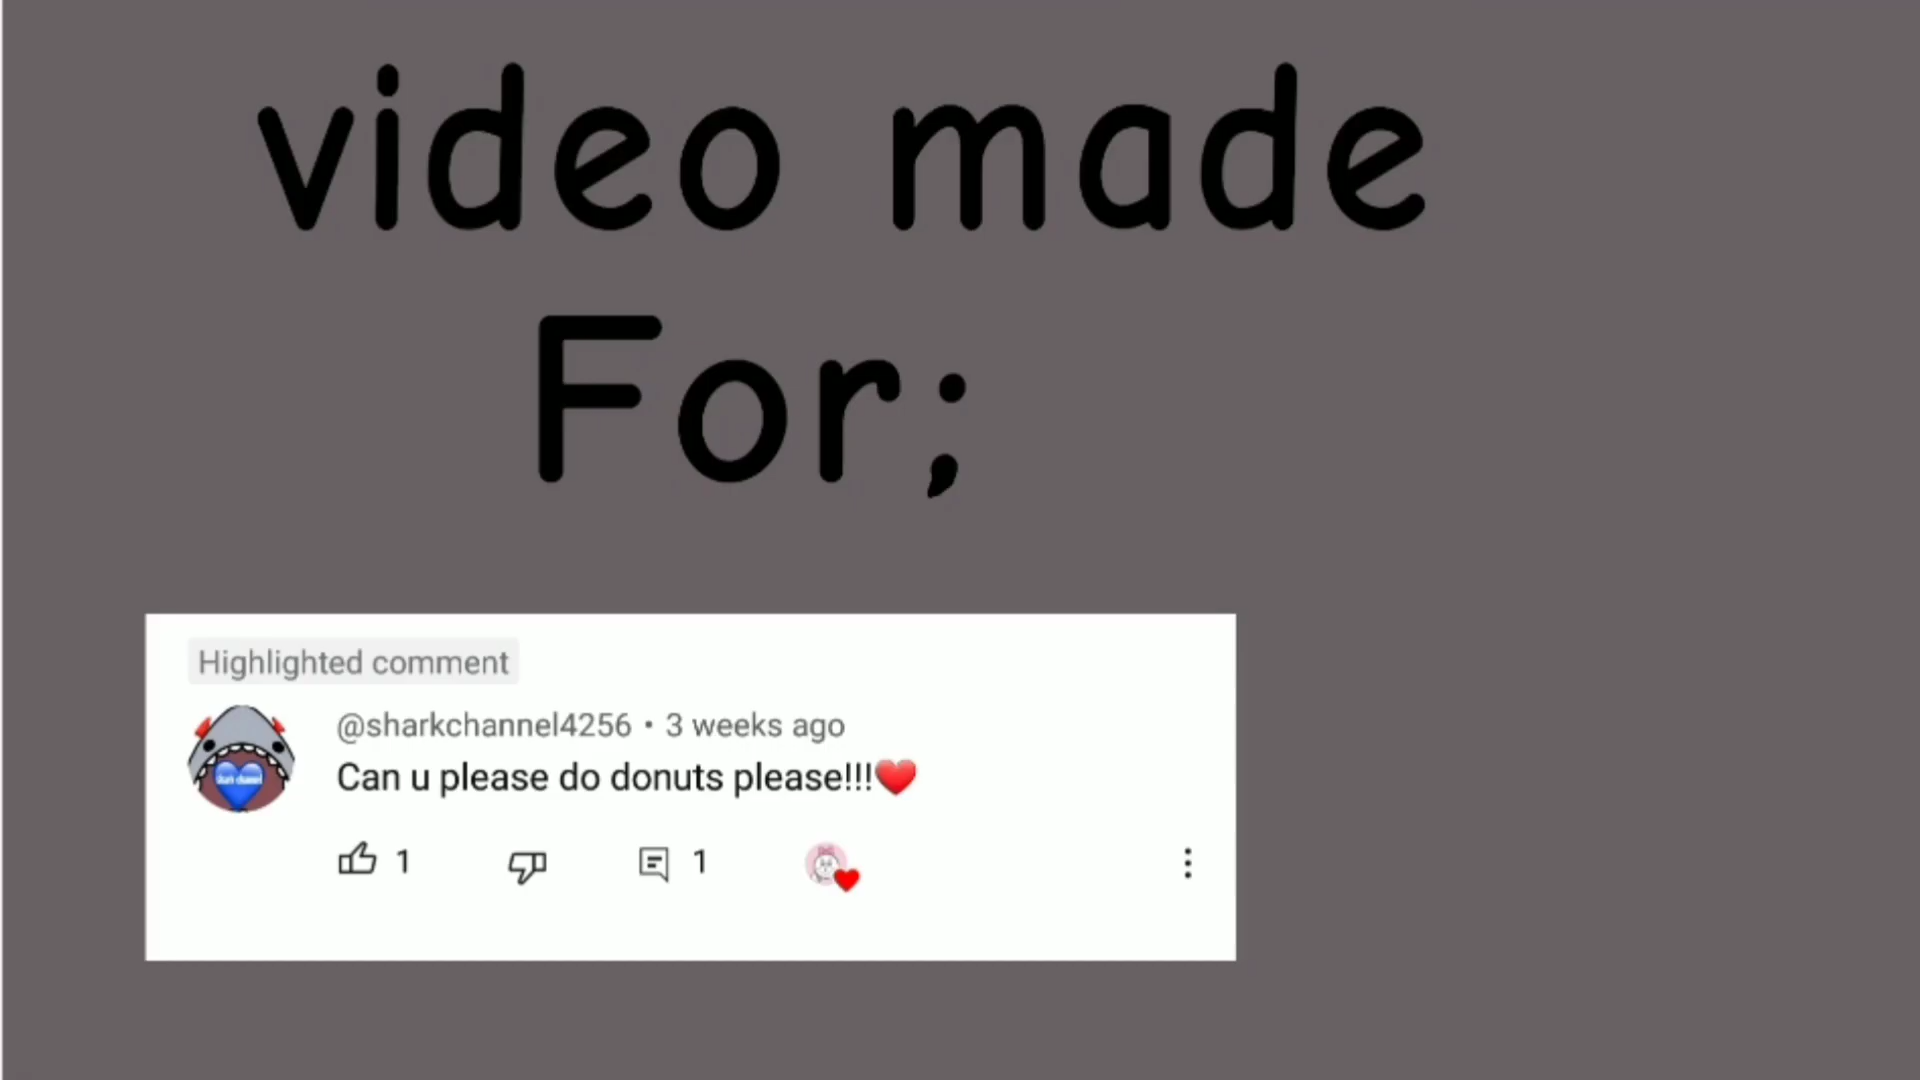 video made
For;
Highlighted comment
@sharkchannel4256 • 3 weeks ago
Can u please do donuts please!!!❤️
1 1